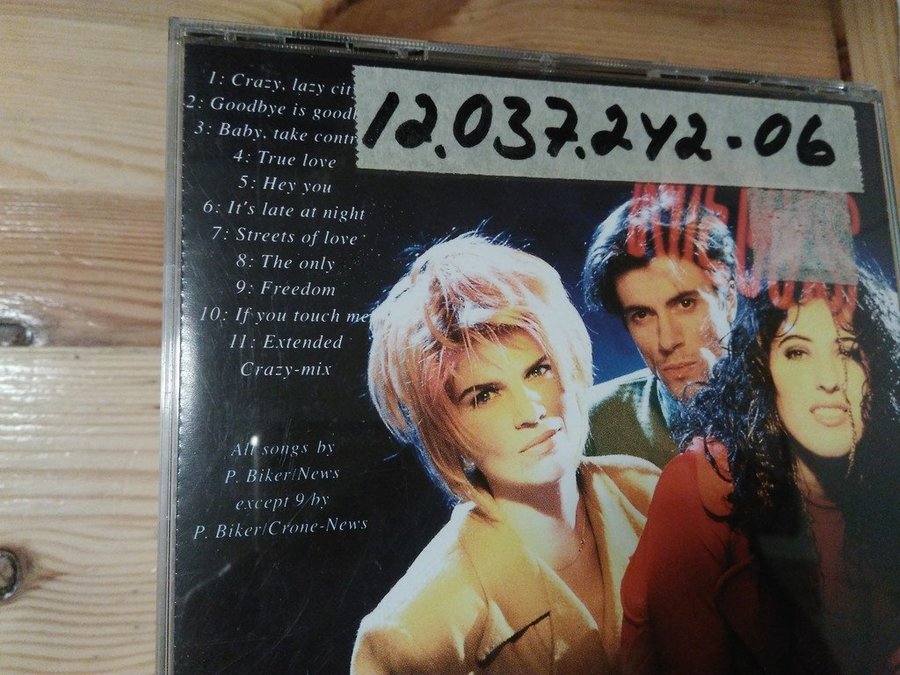 1: Crazy, lazy city
2: Goodbye is
3: Baby, take
4: True love
5: Hey you
6: It's late at night
7: Streets of love
8: The only
9: Freedom
10: If you touch me
11: Extended
Crazy-mix
All songs by
P. Biker/News
except 9/by
P. Biker/Crone-News
12.037.242-06